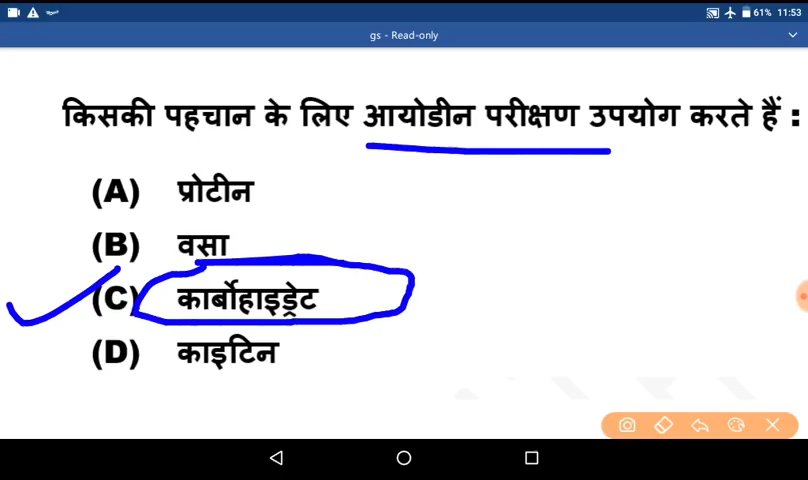 61% 11:53
gs - Read-only
किसकी पहचान के लिए आयोडीन परीक्षण उपयोग करते हैं :
(A) प्रोटीन
(B) वसा
(C) कार्बोहाइड्रेट
(D) काइटिन